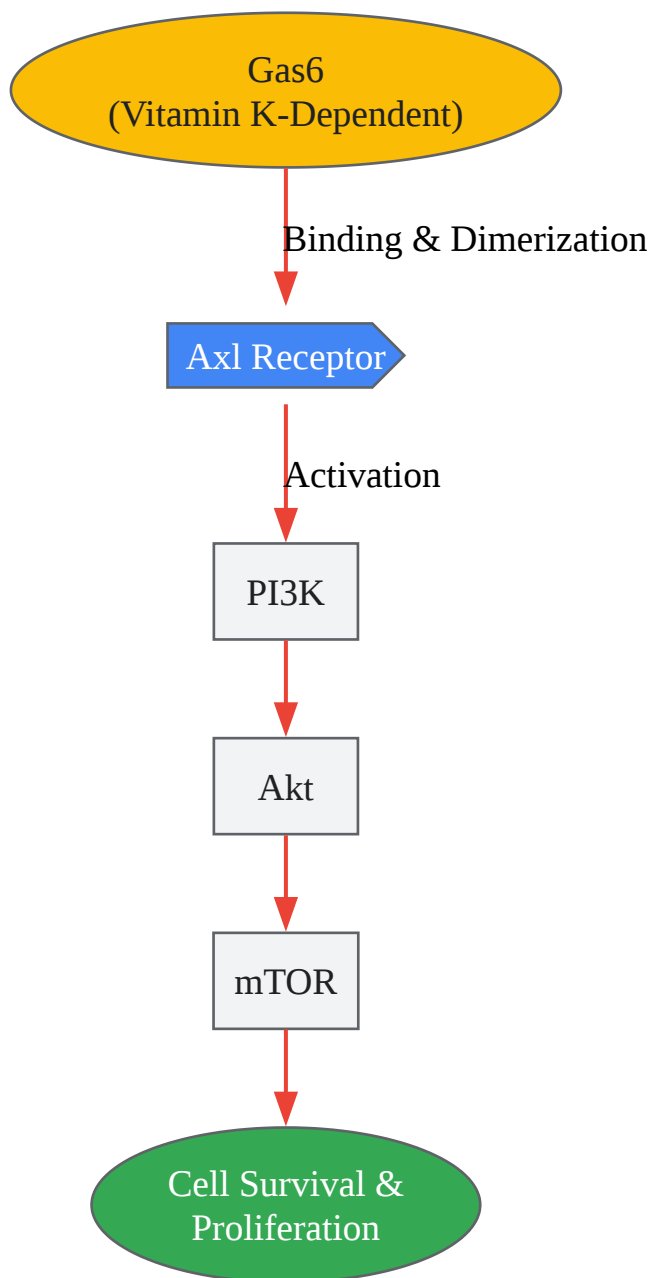 Gas6
(Vitamin K-Dependent)
Binding & Dimerization
Axl Receptor
Activation
PI3K
Akt
mTOR
Cell Survival &
Proliferation